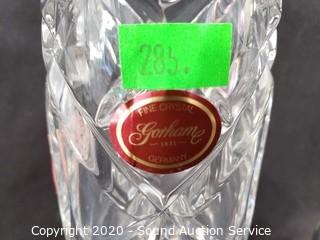 285.
FINE CRYSTAL
Gorham
1831
GERMANY
Copyright 2020 - Sound Auction Service